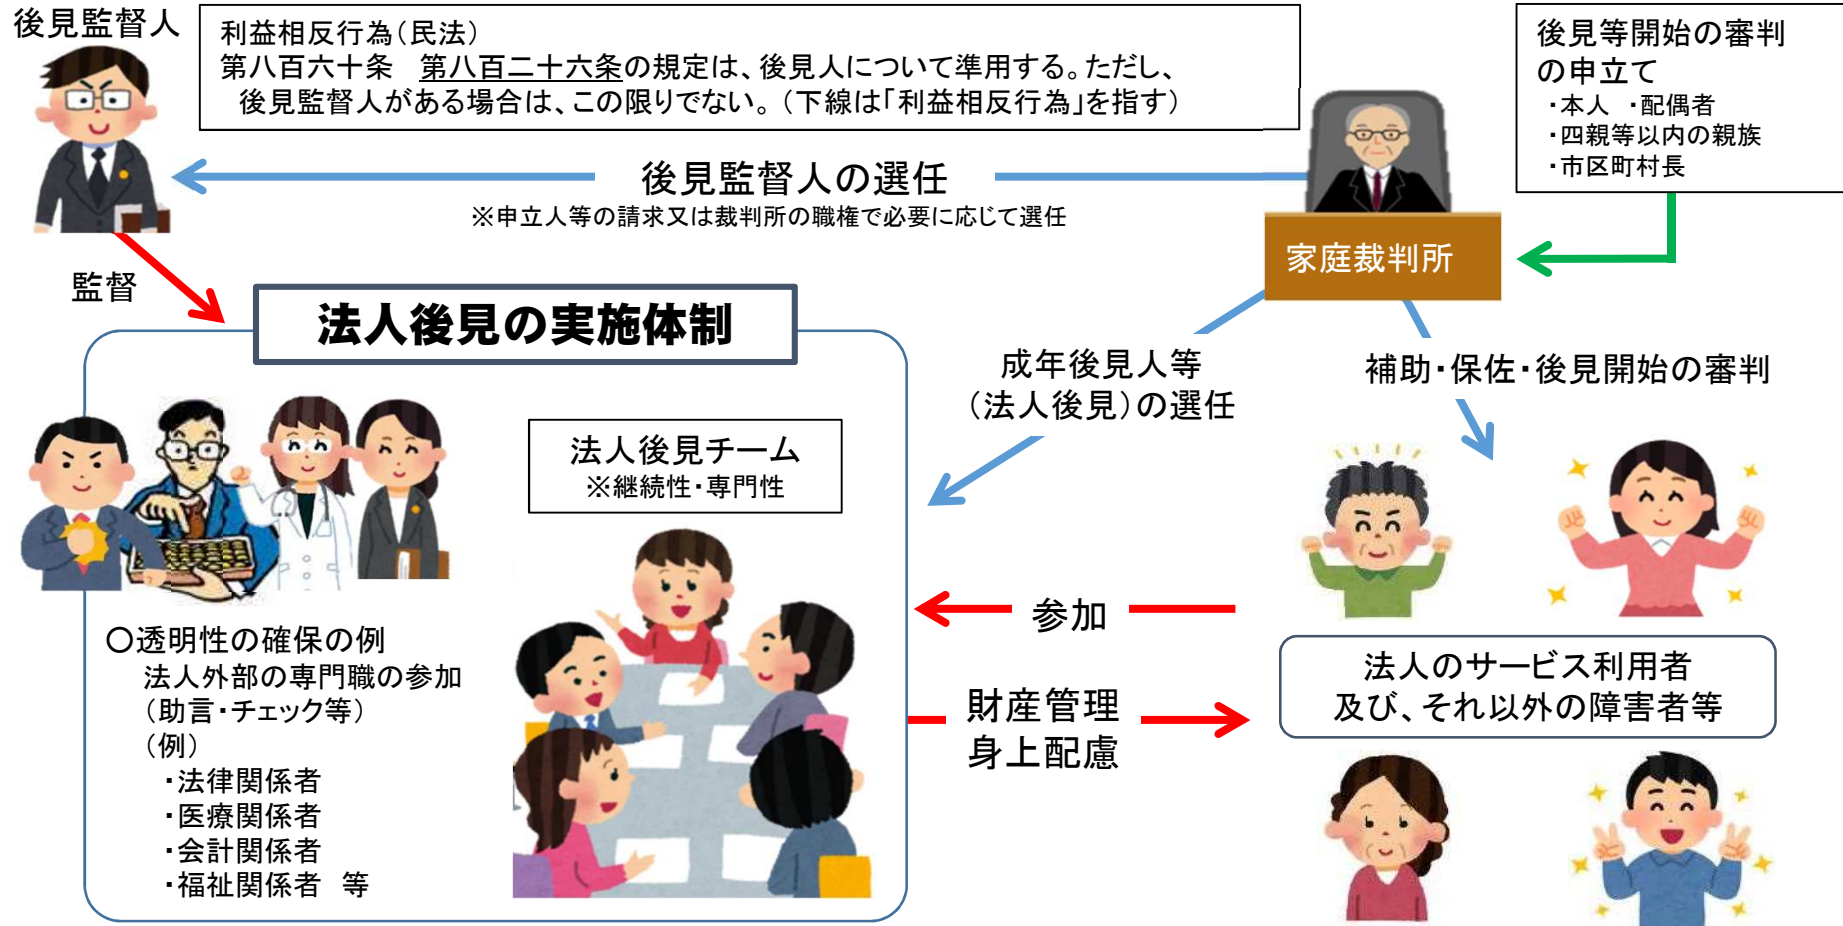 後見監督人
利益相反行為(民法)
第八百六十条　第八百二十六条の規定は、後見人について準用する。ただし、
後見監督人がある場合は、この限りでない。(下線は「利益相反行為」を指す)
後見等開始の審判
の申立て
・本人　・配偶者
・四親等以内の親族
・市区町村長
後見監督人の選任
※申立人等の請求又は裁判所の職権で必要に応じて選任
家庭裁判所
監督
法人後見の実施体制
成年後見人等
(法人後見)の選任
補助・保佐・後見開始の審判
法人後見チーム
※継続性・専門性
参加
〇透明性の確保の例
法人外部の専門職の参加
(助言・チェック等)
(例)
・法律関係者
・医療関係者
・会計関係者
・福祉関係者　等
財産管理
身上配慮
法人のサービス利用者
及び、それ以外の障害者等